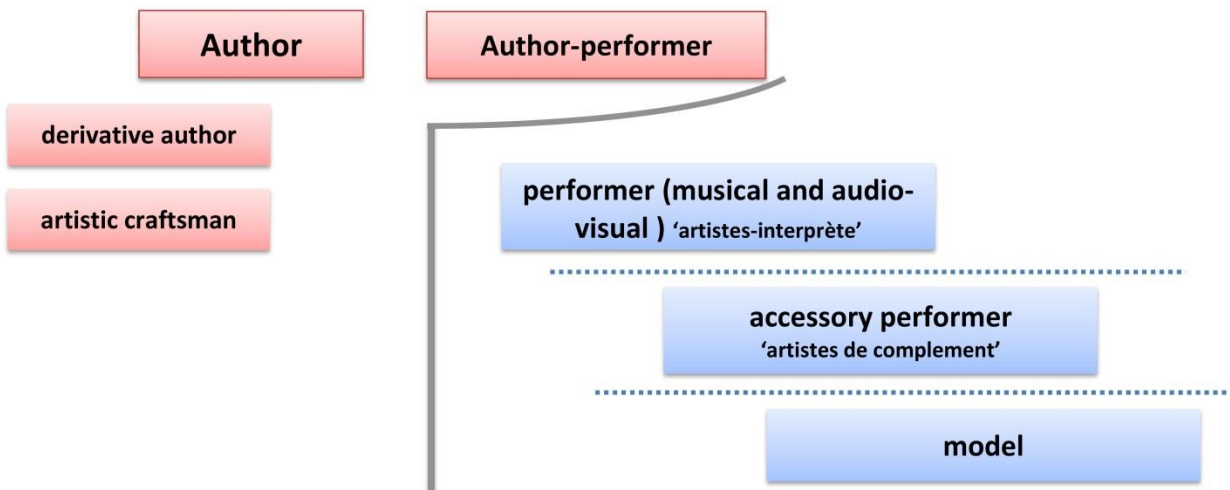 Author
Author-performer
derivative author
artistic craftsman
performer (musical and audio-
visual ) ‘artistes-interprète’
accessory performer
‘artistes de complement’
model